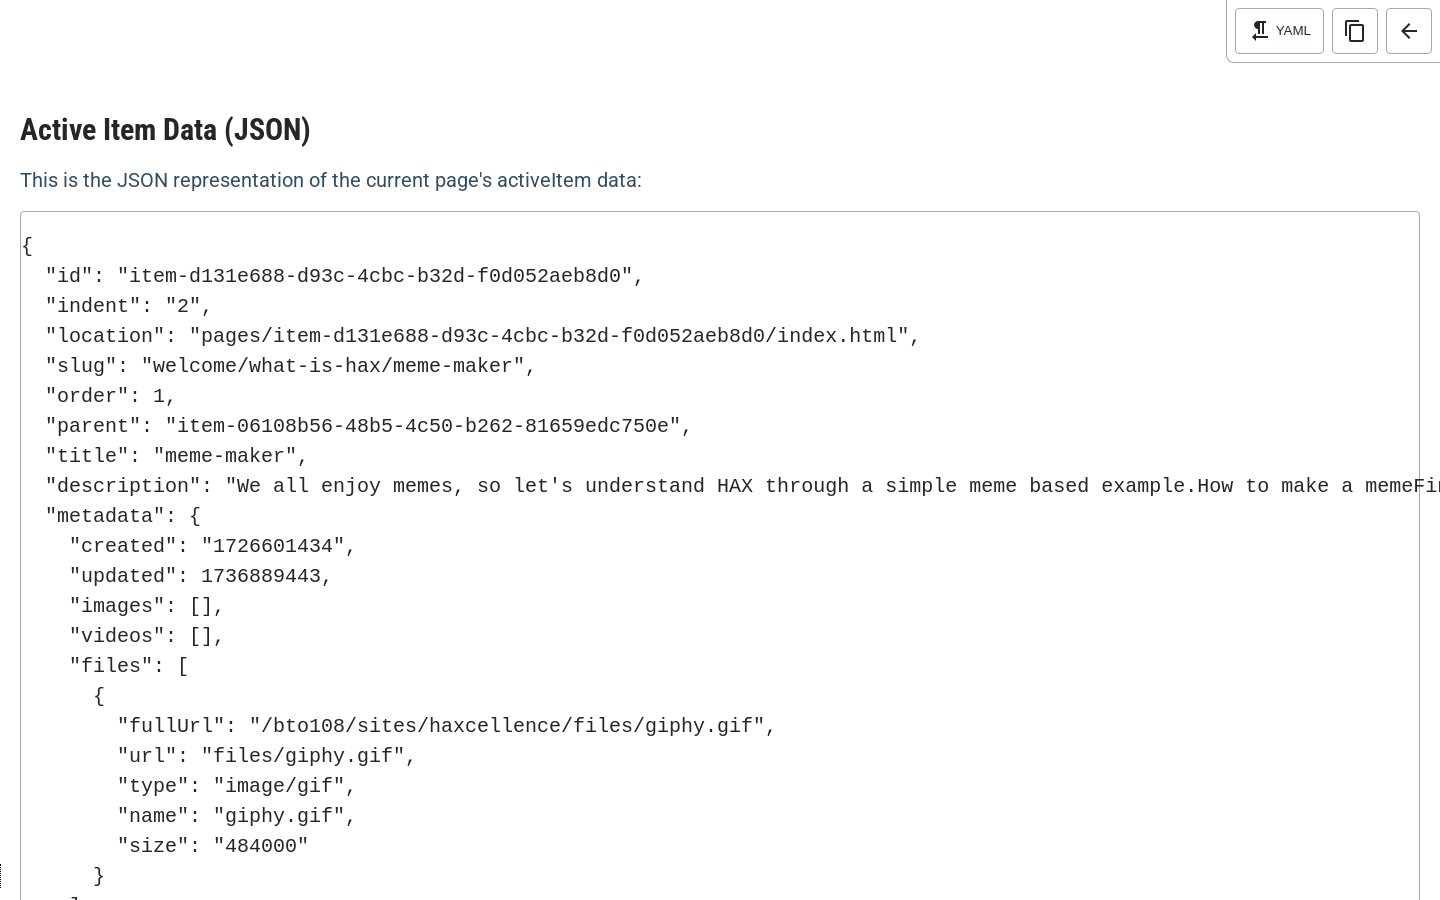 YAML
Active Item Data (JSON)
This is the JSON representation of the current page's activeItem data:
{
  "id": "item-d131e688-d93c-4cbc-b32d-f0d052aeb8d0",
  "indent": "2",
  "location": "pages/item-d131e688-d93c-4cbc-b32d-f0d052aeb8d0/index.html",
  "slug": "welcome/what-is-hax/meme-maker",
  "order": 1,
  "parent": "item-06108b56-48b5-4c50-b262-81659edc750e",
  "title": "meme-maker",
  "description": "We all enjoy memes, so let's understand HAX through a simple meme based example.How to make a memeFi
  "metadata": {
    "created": "1726601434",
    "updated": 1736889443,
    "images": [],
    "videos": [],
    "files": [
      {
        "fullUrl": "/bto108/sites/haxcellence/files/giphy.gif",
        "url": "files/giphy.gif",
        "type": "image/gif",
        "name": "giphy.gif",
        "size": "484000"
      }